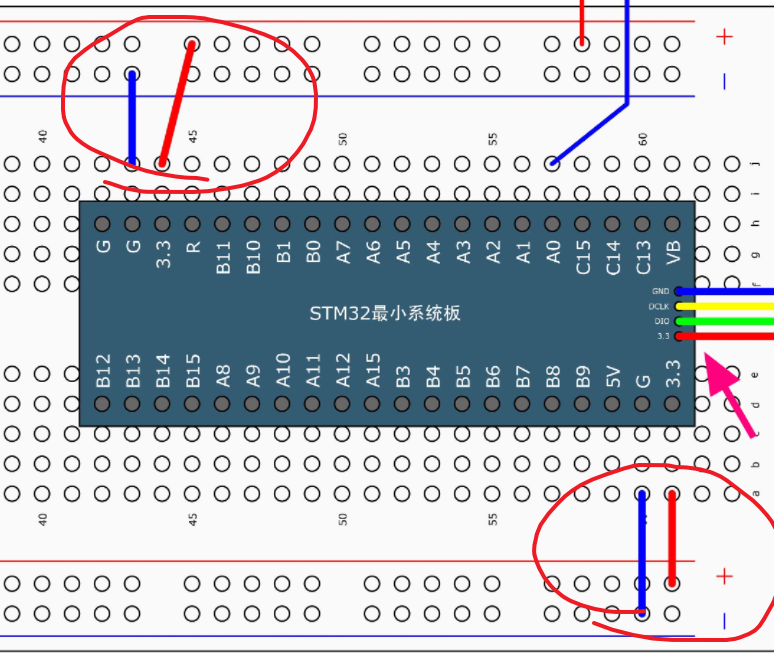 +
40 45 50 55 60
j
i
G G 3.3 R B11 B10 B1 B0 A7 A6 A5 A4 A3 A2 A1 A0 C15 C14 C13 VB
h
g
f
GND
STM32最小系统板
DCLK
DIO
3.3
B12 B13 B14 B15 A8 A9 A10 A11 A12 A15 B3 B4 B5 B6 B7 B8 B9 5V G 3.3
e
d
c
b
a
40 45 50 55
+